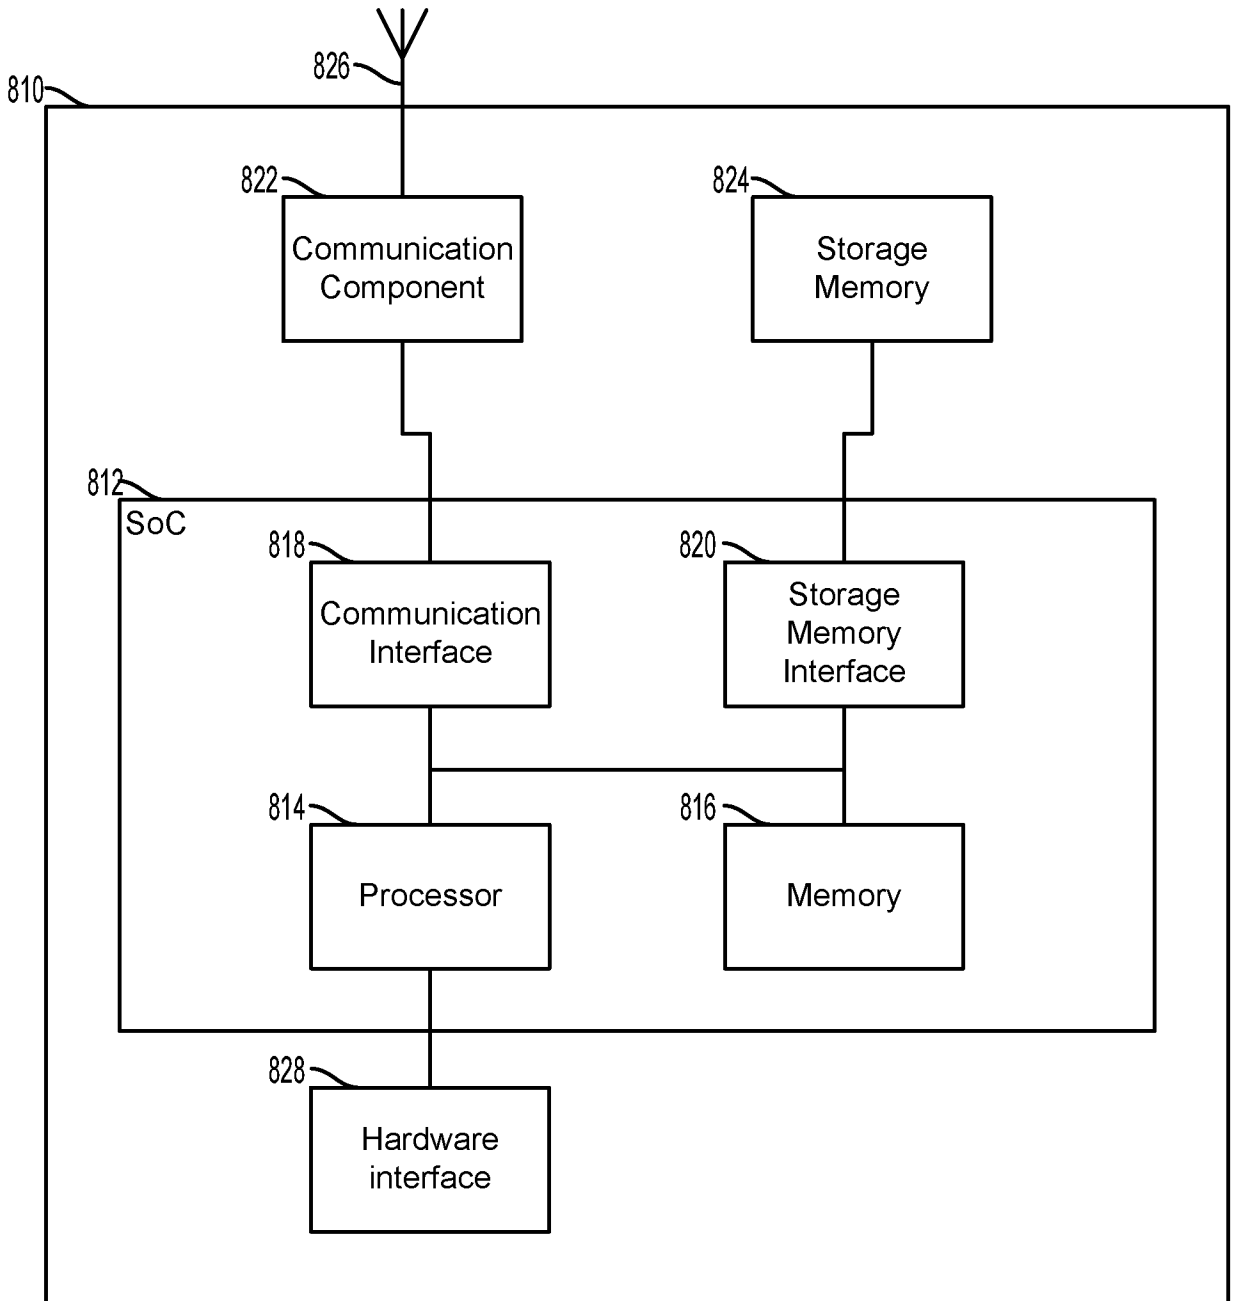 826
810
822
824
Communication
Component
Storage
Memory
812
SoC
818
820
Communication
Interface
Storage
Memory
Interface
814
816
Processor
Memory
828
Hardware
interface